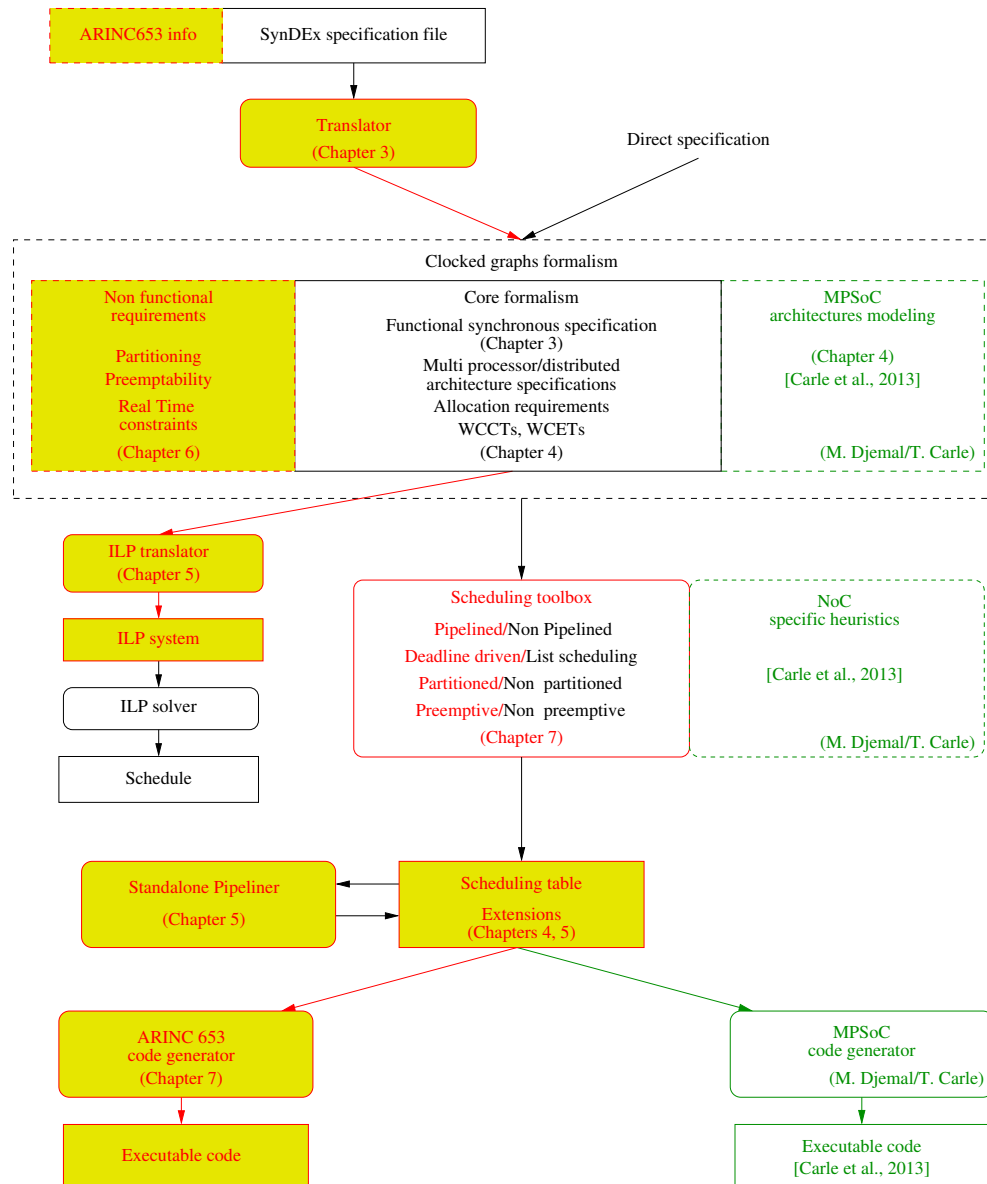 ARINC653 info
SynDEx specification file
Translator
(Chapter 3)
Direct specification
Clocked graphs formalism
Non functional
requirements
Partitioning
Preemptability
Real Time
constraints
(Chapter 6)
Core formalism
Functional synchronous specification
(Chapter 3)
Multi processor/distributed
architecture specifications
Allocation requirements
WCCTs, WCETs
(Chapter 4)
MPSoC
architectures modeling
(Chapter 4)
[Carle et al., 2013]
(M. Djemal/T. Carle)
ILP translator
(Chapter 5)
ILP system
ILP solver
Schedule
Scheduling toolbox
Pipelined/Non Pipelined
Deadline driven/List scheduling
Partitioned/Non partitioned
Preemptive/Non preemptive
(Chapter 7)
NoC
specific heuristics
[Carle et al., 2013]
(M. Djemal/T. Carle)
Standalone Pipeliner
(Chapter 5)
Scheduling table
Extensions
(Chapters 4, 5)
ARINC 653
code generator
(Chapter 7)
Executable code
MPSoC
code generator
(M. Djemal/T. Carle)
Executable code
[Carle et al., 2013]